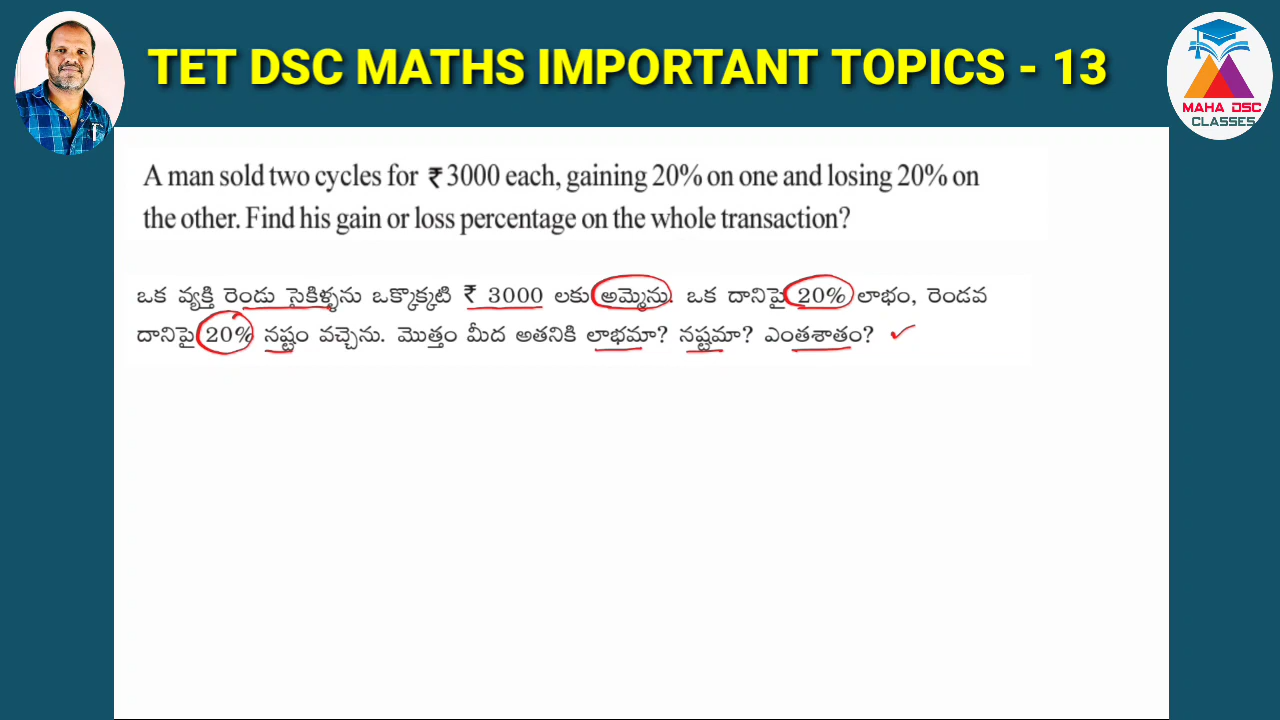 TET DSC MATHS IMPORTANT TOPICS - 13
MAHA DSC
CLASSES
A man sold two cycles for ₹ 3000 each, gaining 20% on one and losing 20% on
the other. Find his gain or loss percentage on the whole transaction?
ఒక వ్యక్తి రెండు సైకిళ్ళను ఒక్కొక్కటి ₹ 3000 లకు అమ్మెను. ఒక దానిపై 20% లాభం, రెండవ
దానిపై 20% నష్టం వచ్చెను. మొత్తం మీద అతనికి లాభమా? నష్టమా? ఎంతశాతం?